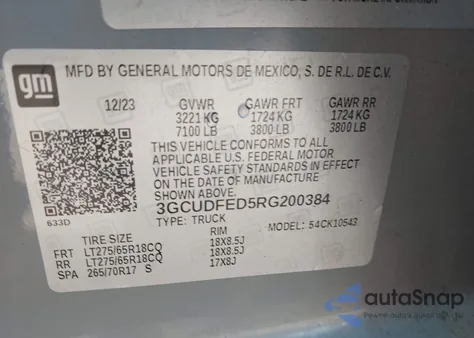 gm
MFD BY GENERAL MOTORS DE MEXICO, S. DE R.L. DE C.V.
12/23 GVWR GAWR FRT GAWR RR
3221 KG 1724 KG 1724 KG
7100 LB 3800 LB 3800 LB
THIS VEHICLE CONFORMS TO ALL
APPLICABLE U.S. FEDERAL MOTOR
VEHICLE SAFETY STANDARDS IN
EFFECT ON THE DATE OF MANUFACTURE
SHOWN ABOVE.
3GCUDFED5RG200384
633D TYPE: TRUCK MODEL: 54CK10543
TIRE SIZE RIM
FRT LT275/65R18CQ 18X8.5J
RR LT275/65R18CQ 18X8.5J
SPA 265/70R17 S 17X8J
autoSnap
Powered by AutoSnap